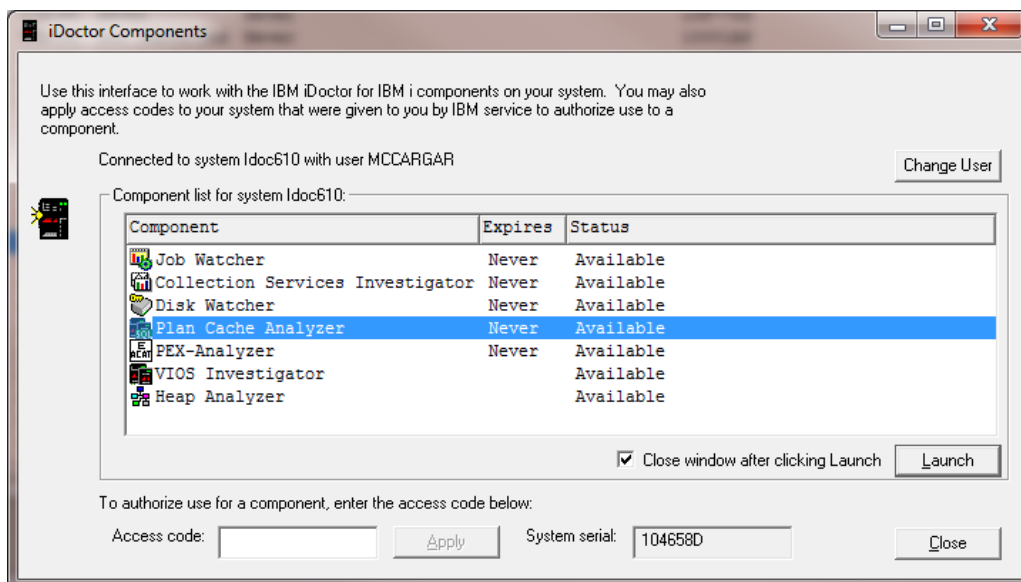 iDoctor Components
Use this interface to work with the IBM iDoctor for IBM i components on your system. You may also
apply access codes to your system that were given to you by IBM service to authorize use to a
component.
Connected to system Idoc610 with user MCCARGAR
Change User
Component list for system Idoc610:
Component Expires Status
Job Watcher Never Available
Collection Services Investigator Never Available
Disk Watcher Never Available
SQL Plan Cache Analyzer Never Available
PEX-Analyzer Never Available
VIOS Investigator Available
Heap Analyzer Available
Close window after clicking Launch Launch
To authorize use for a component, enter the access code below:
Access code: Apply System serial: 104658D Close